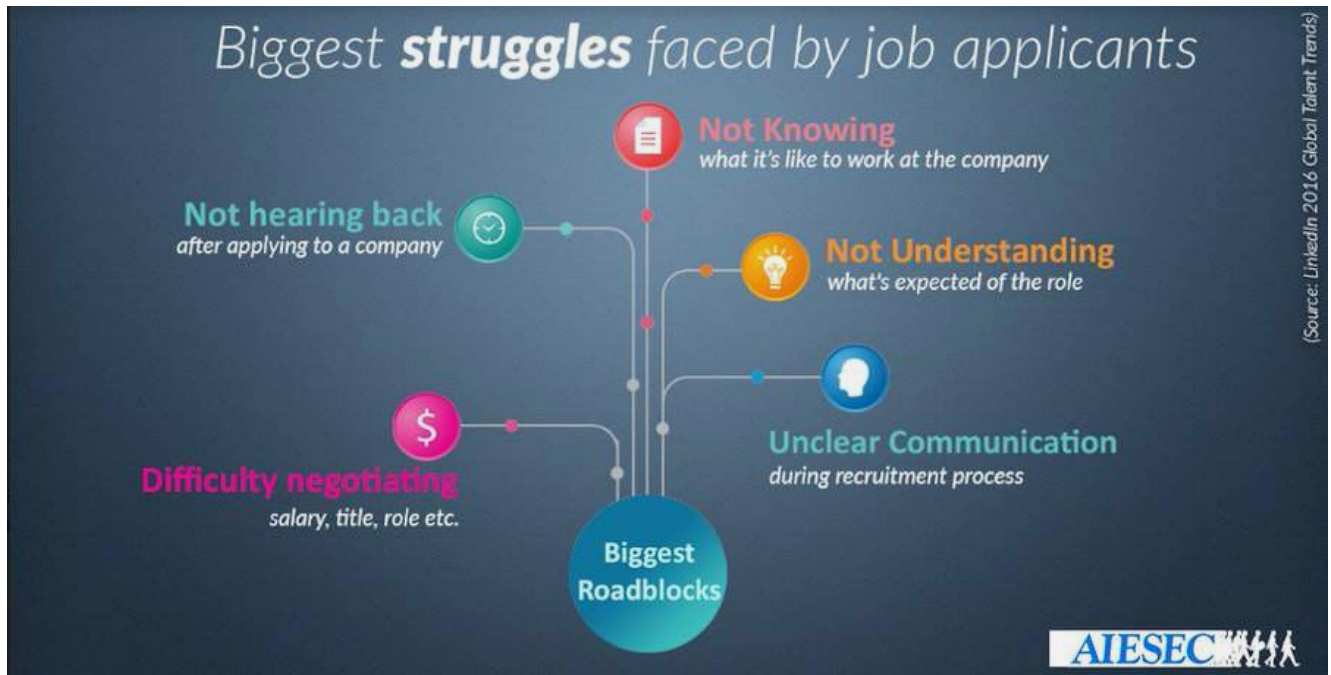 Biggest struggles faced by job applicants
Not Knowing
what it's like to work at the company
Not hearing back
after applying to a company
Not Understanding
what's expected of the role
Unclear Communication
during recruitment process
Difficulty negotiating
salary, title, role etc.
Biggest
Roadblocks
(Source: LinkedIn 2016 Global Talent Trends)
AIESEC